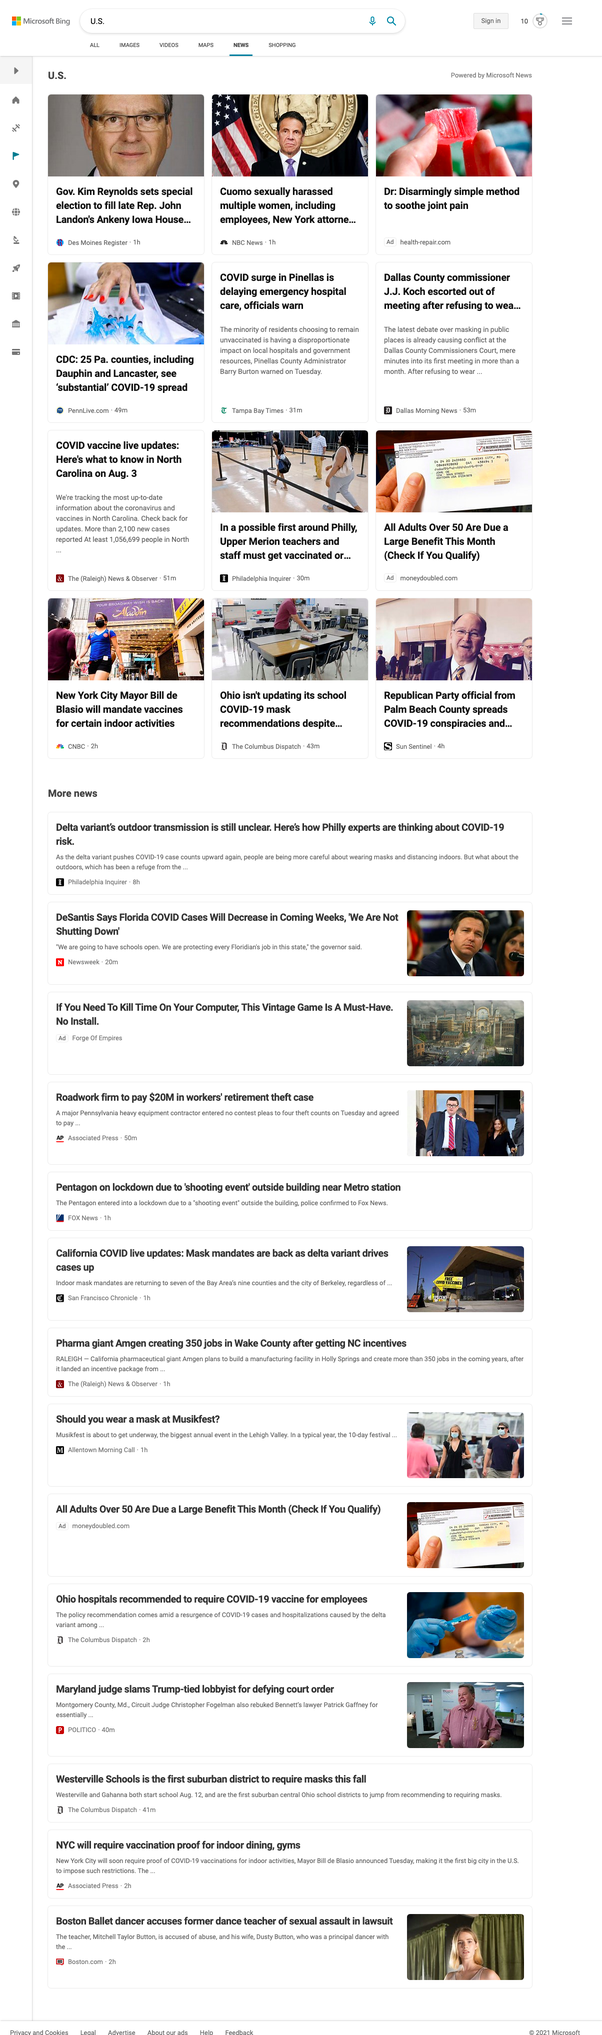 Microsoft Bing
U.S.
Sign in
10
ALL
IMAGES
VIDEOS
MAPS
NEWS
SHOPPING
U.S.
Powered by Microsoft News
Gov. Kim Reynolds sets special
election to fill late Rep. John
Landon's Ankeny Iowa House...
Des Moines Register · 1h
Cuomo sexually harassed
multiple women, including
employees, New York attorne...
NBC News · 1h
Dr: Disarmingly simple method
to soothe joint pain
Ad health-repair.com
CDC: 25 Pa. counties, including
Dauphin and Lancaster, see
'substantial' COVID-19 spread
PennLive.com · 49m
COVID surge in Pinellas is
delaying emergency hospital
care, officials warn
The minority of residents choosing to remain
unvaccinated is having a disproportionate
impact on local hospitals and government
resources, Pinellas County Administrator
Barry Burton warned on Tuesday.
Tampa Bay Times · 31m
Dallas County commissioner
J.J. Koch escorted out of
meeting after refusing to wea...
The latest debate over masking in public
places is already causing conflict at the
Dallas County Commissioners Court, mere
minutes into its first meeting in more than a
month. After refusing to wear ...
Dallas Morning News · 53m
COVID vaccine live updates:
Here's what to know in North
Carolina on Aug. 3
We're tracking the most up-to-date
information about the coronavirus and
vaccines in North Carolina. Check back for
updates. More than 2,100 new cases
reported At least 1,056,699 people in North
...
The (Raleigh) News & Observer · 51m
In a possible first around Philly,
Upper Merion teachers and
staff must get vaccinated or...
Philadelphia Inquirer · 30m
All Adults Over 50 Are Due a
Large Benefit This Month
(Check If You Qualify)
Ad moneydoubled.com
Aladdin
New York City Mayor Bill de
Blasio will mandate vaccines
for certain indoor activities
CNBC · 2h
Ohio isn't updating its school
COVID-19 mask
recommendations despite...
The Columbus Dispatch · 43m
Republican Party official from
Palm Beach County spreads
COVID-19 conspiracies and...
Sun Sentinel · 4h
More news
Delta variant's outdoor transmission is still unclear. Here's how Philly experts are thinking about COVID-19
risk.
As the delta variant pushes COVID-19 case counts upward again, people are being more careful about wearing masks and distancing indoors. But what about the
outdoors, which has been a refuge from the ...
Philadelphia Inquirer · 8h
DeSantis Says Florida COVID Cases Will Decrease in Coming Weeks, 'We Are Not
Shutting Down'
"We are going to have schools open. We are protecting every Floridian's job in this state," the governor said.
Newsweek · 20m
If You Need To Kill Time On Your Computer, This Vintage Game Is A Must-Have.
No Install.
Ad Forge Of Empires
Roadwork firm to pay $20M in workers' retirement theft case
A major Pennsylvania heavy equipment contractor entered no contest pleas to four theft counts on Tuesday and agreed
to pay ...
AP Associated Press · 50m
Pentagon on lockdown due to 'shooting event' outside building near Metro station
The Pentagon entered into a lockdown due to a "shooting event" outside the building, police confirmed to Fox News.
FOX News · 1h
California COVID live updates: Mask mandates are back as delta variant drives
cases up
Indoor mask mandates are returning to seven of the Bay Area's nine counties and the city of Berkeley, regardless of ...
San Francisco Chronicle · 1h
Pharma giant Amgen creating 350 jobs in Wake County after getting NC incentives
RALEIGH — California pharmaceutical giant Amgen plans to build a manufacturing facility in Holly Springs and create more than 350 jobs in the coming years, after
it landed an incentive package from ...
The (Raleigh) News & Observer · 1h
Should you wear a mask at Musikfest?
Musikfest is about to get underway, the biggest annual event in the Lehigh Valley. In a typical year, the 10-day festival ...
Allentown Morning Call · 1h
All Adults Over 50 Are Due a Large Benefit This Month (Check If You Qualify)
Ad moneydoubled.com
Ohio hospitals recommended to require COVID-19 vaccine for employees
The policy recommendation comes amid a resurgence of COVID-19 cases and hospitalizations caused by the delta
variant among ...
The Columbus Dispatch · 2h
Maryland judge slams Trump-tied lobbyist for defying court order
Montgomery County, Md., Circuit Judge Christopher Fogelman also rebuked Bennett's lawyer Patrick Gaffney for
essentially ...
POLITICO · 40m
Westerville Schools is the first suburban district to require masks this fall
Westerville and Gahanna both start school Aug. 12, and are the first suburban central Ohio school districts to jump from recommending to requiring masks.
The Columbus Dispatch · 41m
NYC will require vaccination proof for indoor dining, gyms
New York City will soon require proof of COVID-19 vaccinations for indoor activities, Mayor Bill de Blasio announced Tuesday, making it the first big city in the U.S.
to impose such restrictions. The ...
AP Associated Press · 2h
Boston Ballet dancer accuses former dance teacher of sexual assault in lawsuit
The teacher, Mitchell Taylor Button, is accused of abuse, and his wife, Dusty Button, who was a principal dancer with
the ...
Boston.com · 2h
Privacy and Cookies
Legal
Advertise
About our ads
Help
Feedback
© 2021 Microsoft